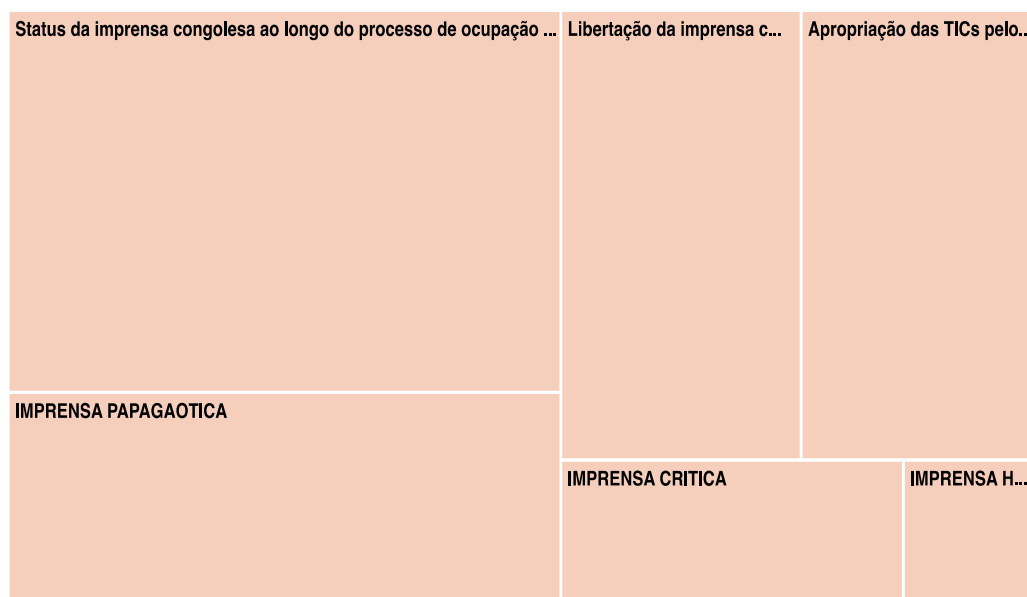 Status da imprensa congolesa ao longo do processo de ocupação ...
Libertação da imprensa c...
Apropriação das TICs pelo...
IMPRENSA PAPAGAOTICA
IMPRENSA CRITICA
IMPRENSA H...